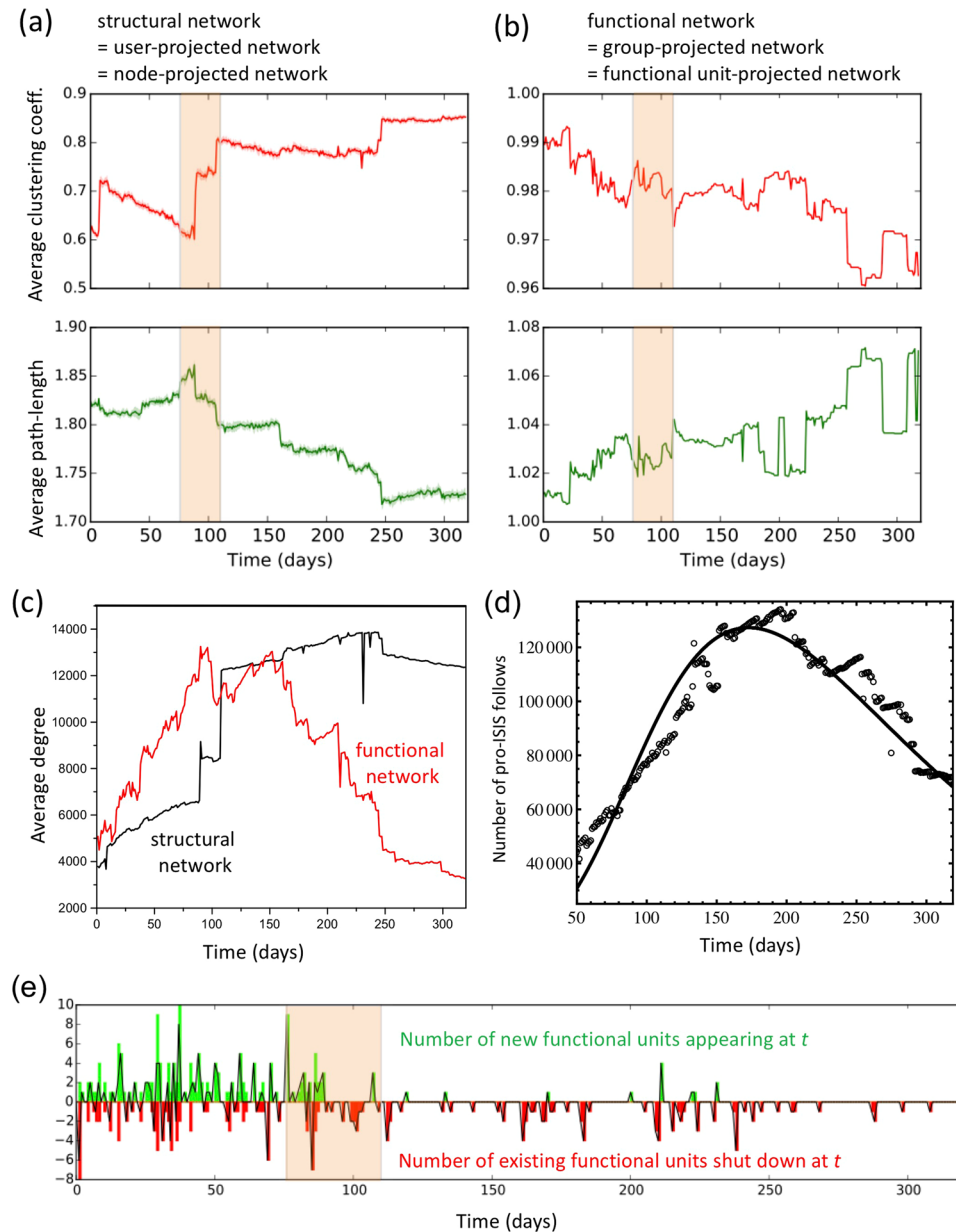 (a)
structural network
= user-projected network
= node-projected network
(b)
functional network
= group-projected network
= functional unit-projected network
Average clustering coeff.
0.9
0.8
0.7
0.6
0.5
1.00
0.99
0.98
0.97
0.96
Average path-length
1.90
1.85
1.80
1.75
1.70
0 50 100 150 200 250 300
Time (days)
1.08
1.06
1.04
1.02
1.00
0 50 100 150 200 250 300
Time (days)
(c)
Average degree
14000
12000
10000
8000
6000
4000
2000
functional
network
structural
network
0 50 100 150 200 250 300
Time (days)
(d)
Number of pro-ISIS follows
120 000
100 000
80 000
60 000
40 000
50 100 150 200 250 300
Time (days)
(e)
10
8
6
4
2
0
0
−2
−4
−6
−8
Number of new functional units appearing at t
Number of existing functional units shut down at t
0 50 100 150 200 250 300
Time (days)